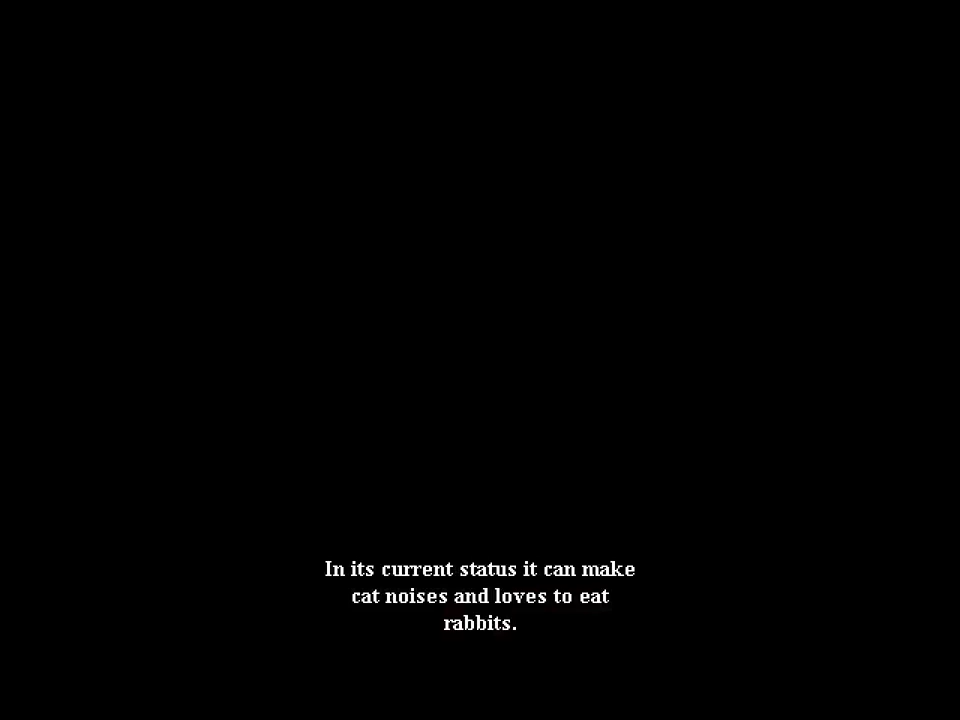 In its current status it can make
cat noises and loves to eat
rabbits.